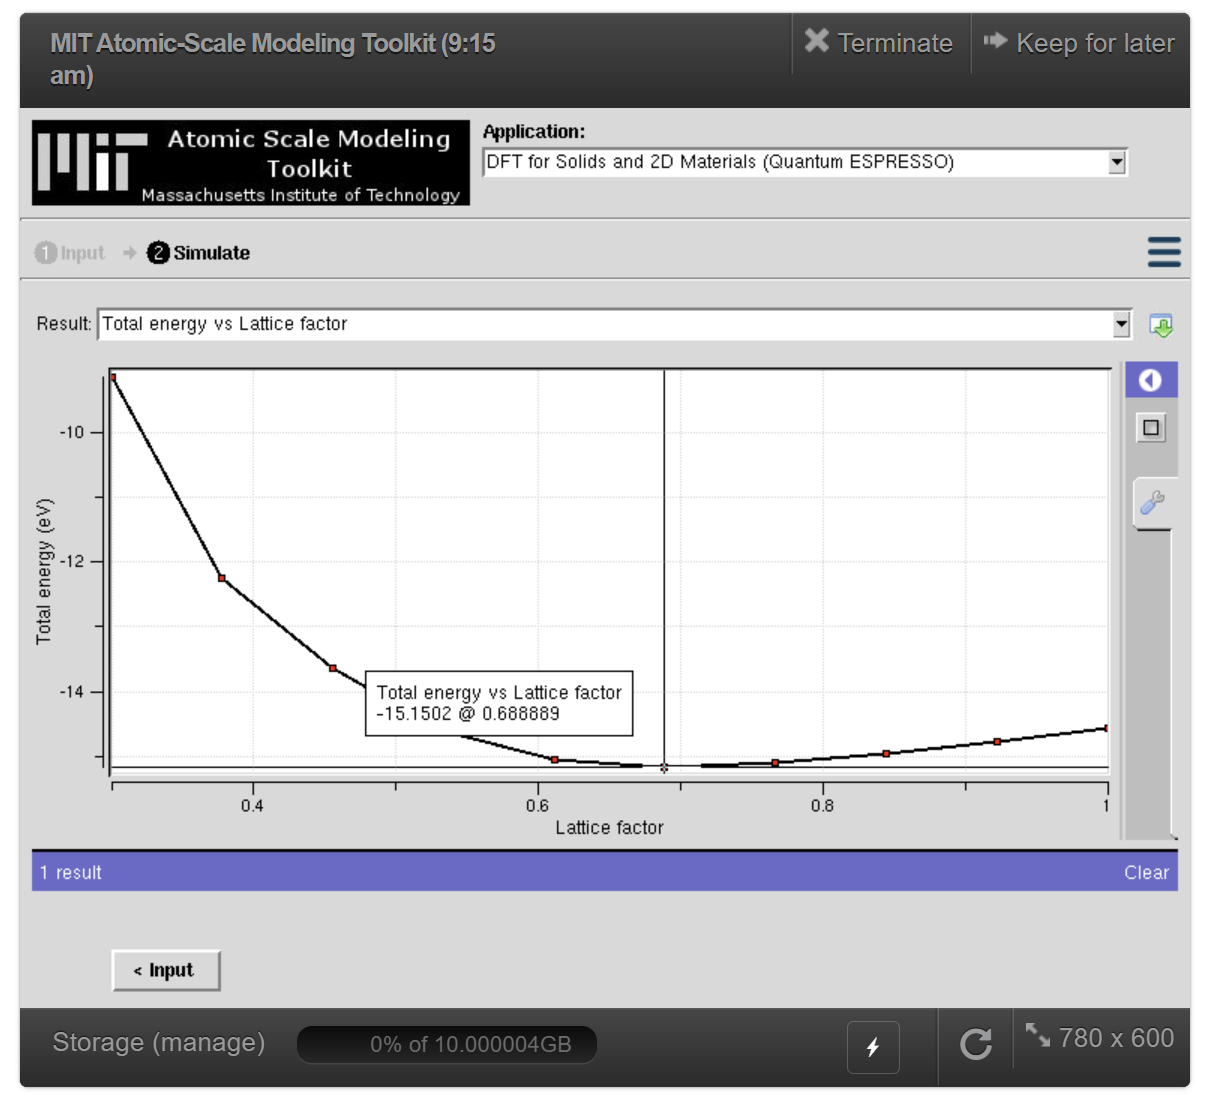 MIT Atomic-Scale Modeling Toolkit (9:15
am)
Terminate
Keep for later
MIT
Atomic Scale Modeling
Toolkit
Massachusetts Institute of Technology
Application:
DFT for Solids and 2D Materials (Quantum ESPRESSO)
1 Input
2 Simulate
Result: Total energy vs Lattice factor
Total energy (eV)
-10
-12
-14
Total energy vs Lattice factor
-15.1502 @ 0.688889
0.4
0.6
0.8
1
Lattice factor
1 result
Clear
< Input
Storage (manage)
0% of 10.000004GB
780 x 600